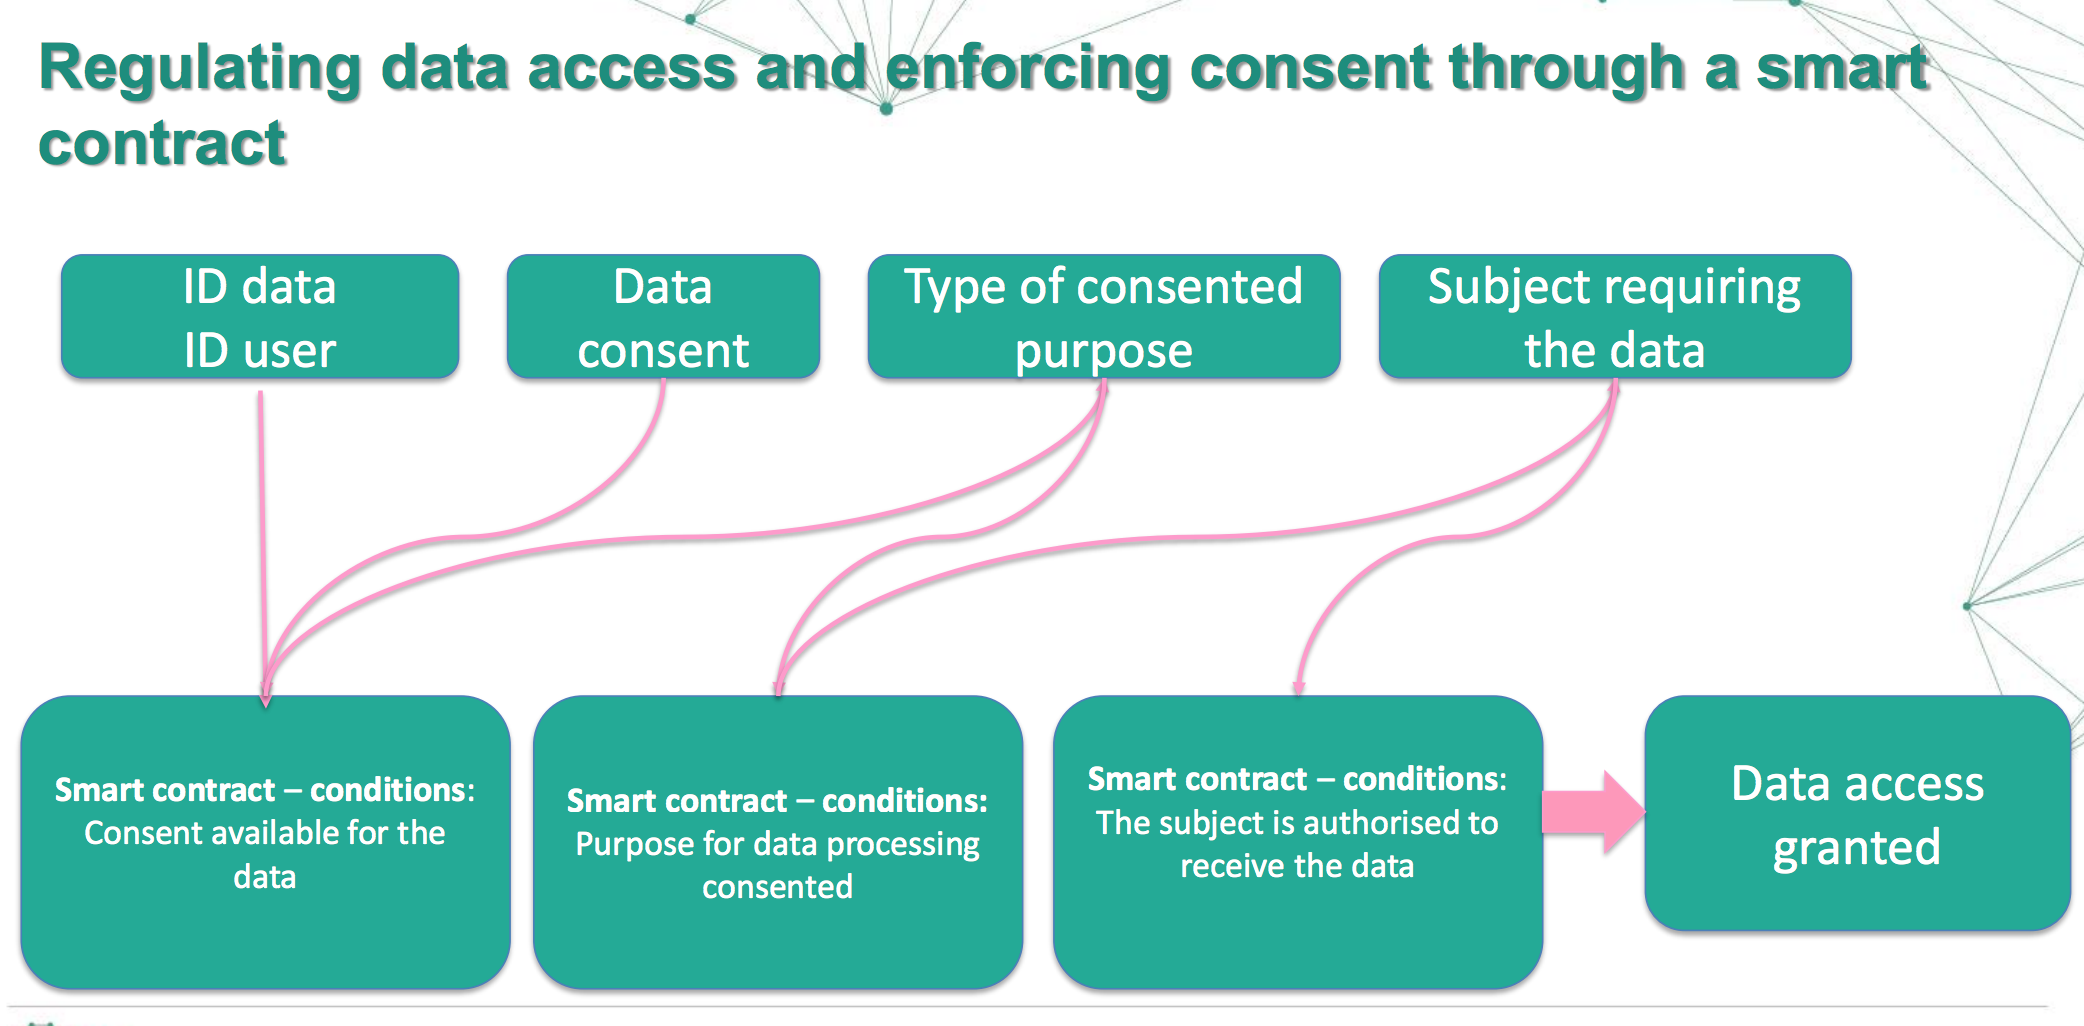 Regulating data access and enforcing consent through a smart
contract
ID data
ID user
Data
consent
Type of consented
purpose
Subject requiring
the data
Smart contract – conditions:
Consent available for the
data
Smart contract – conditions:
Purpose for data processing
consented
Smart contract – conditions:
The subject is authorised to
receive the data
Data access
granted